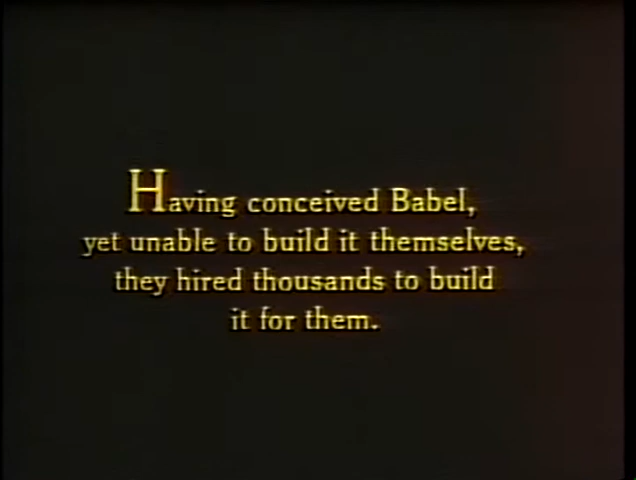 Having conceived Babel,
yet unable to build it themselves,
they hired thousands to build
it for them.